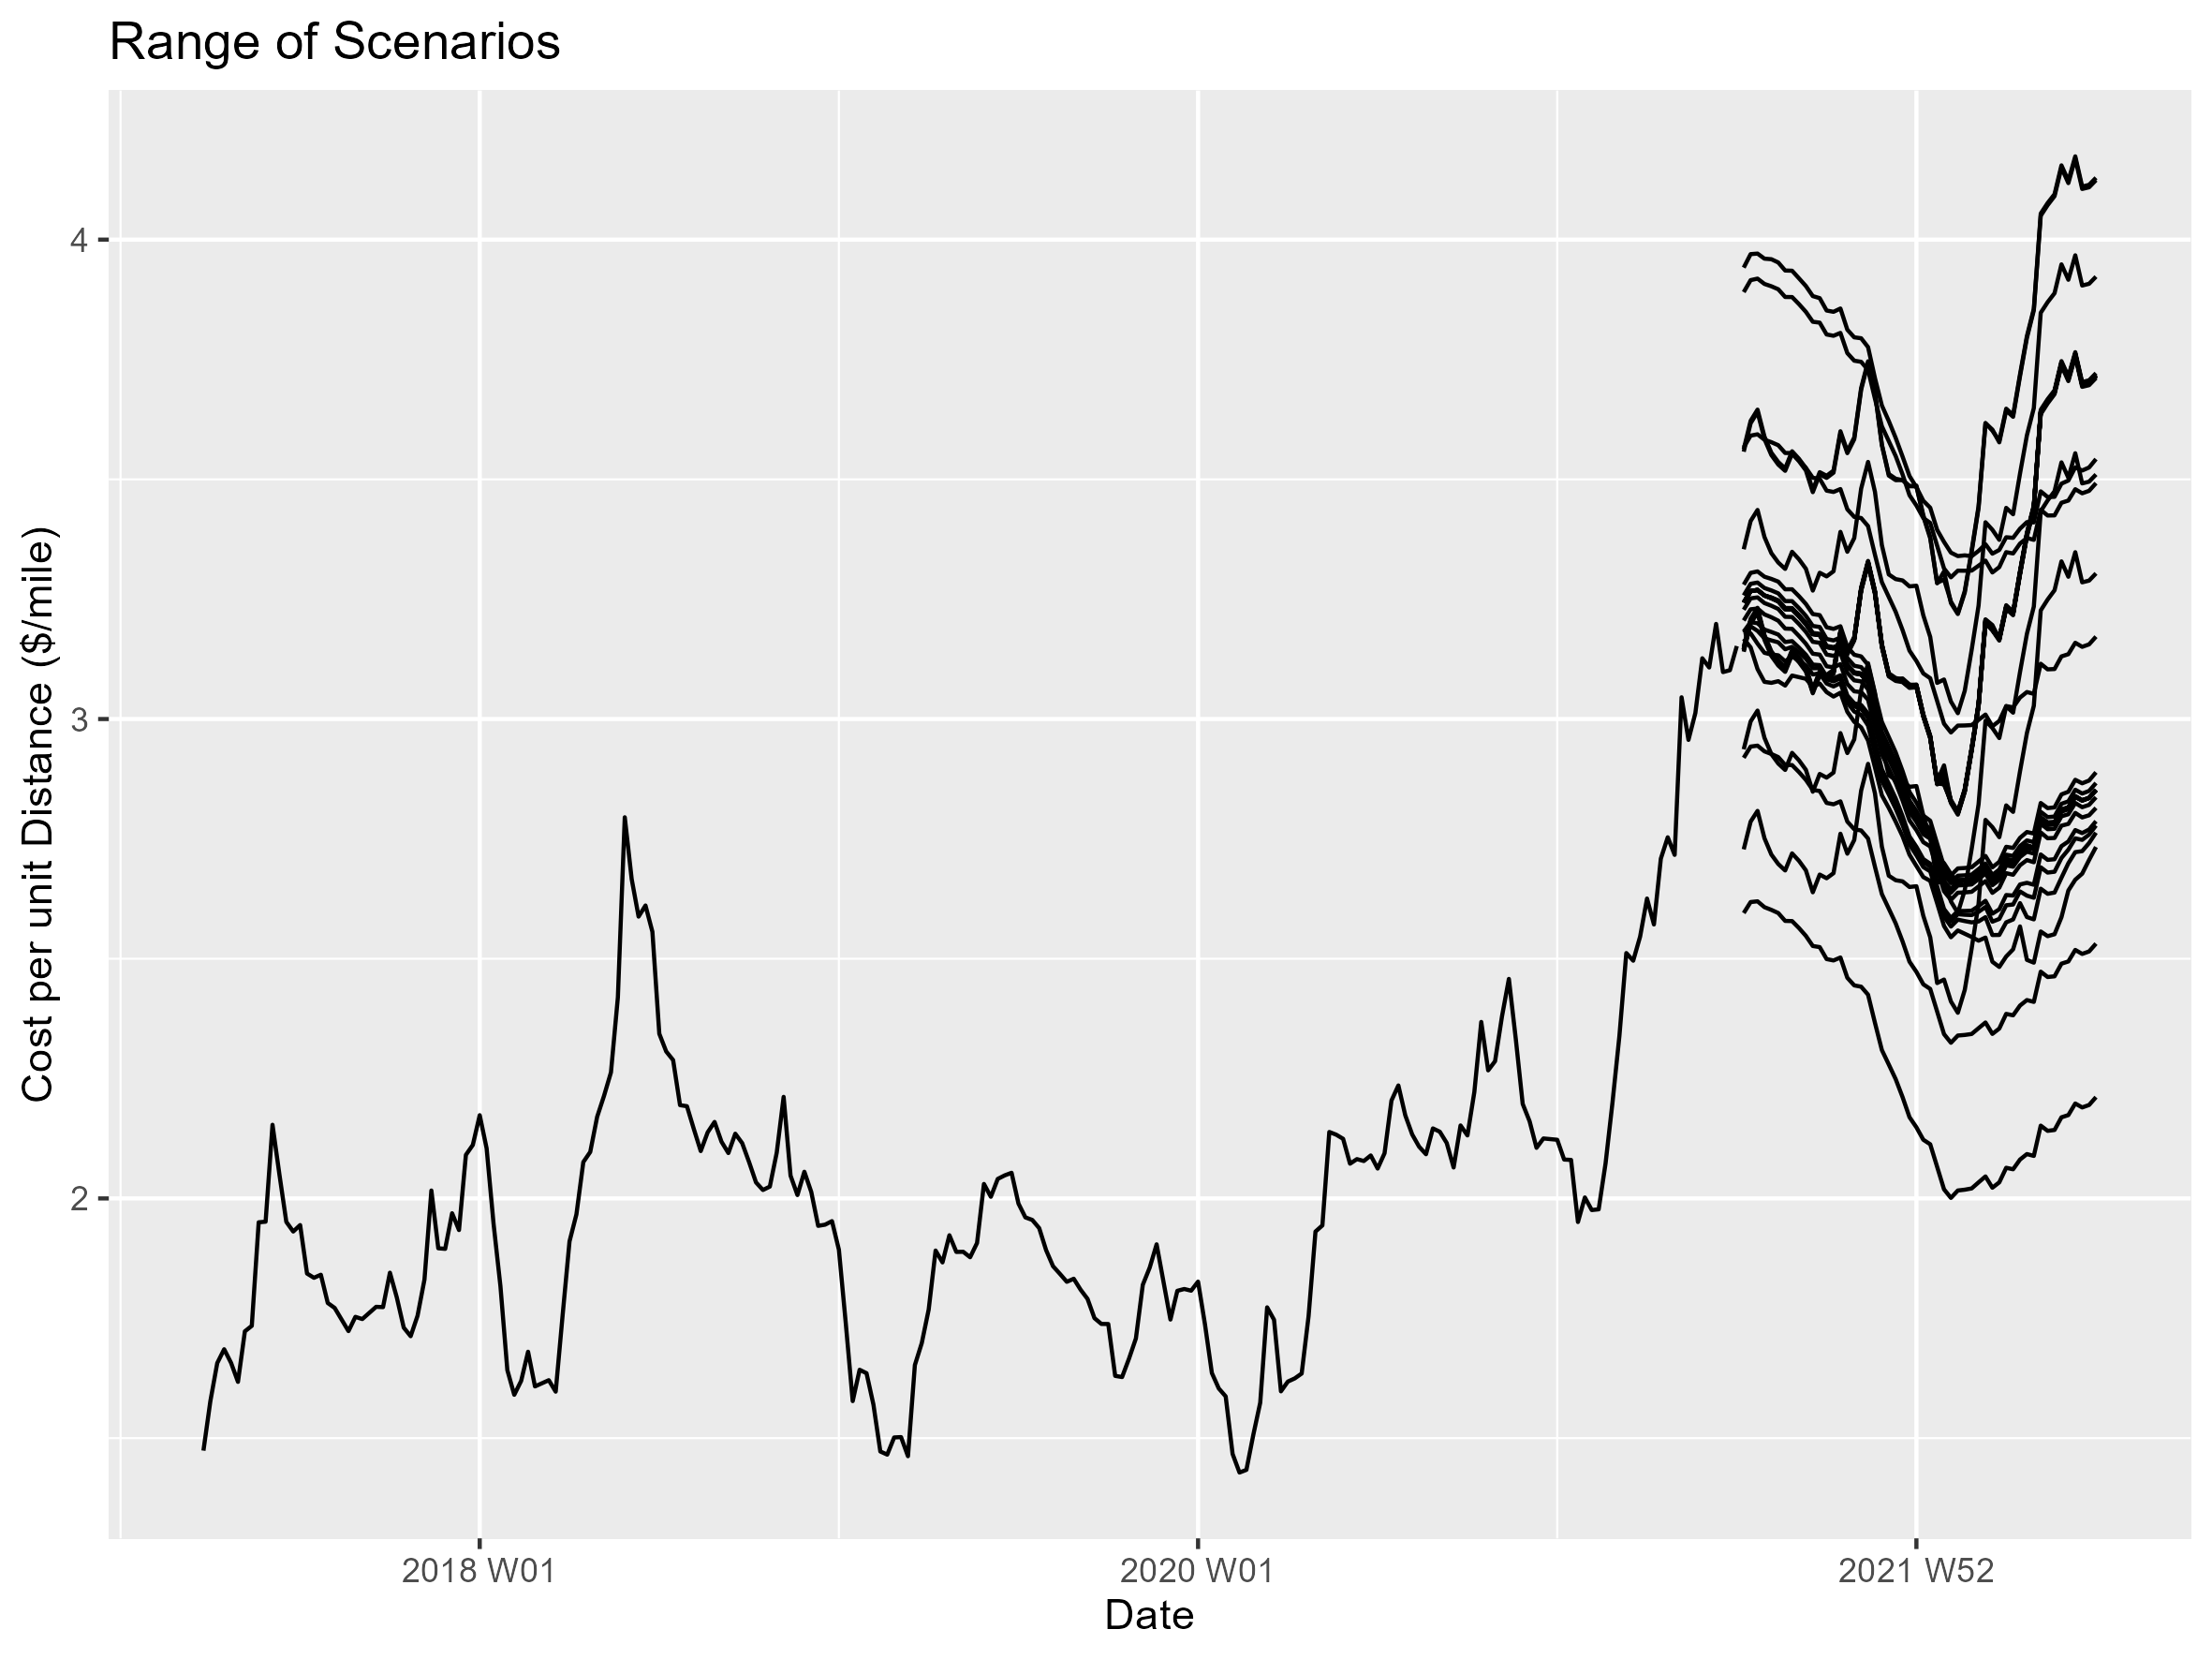 Range of Scenarios
Cost per unit Distance ($/mile)
4
3
2
2018 W01
2020 W01
2021 W52
Date